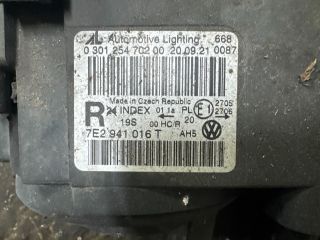 AL Automotive Lighting 668
0 301 254 702 00 20.09.21 0087
Made in Czech Republic
R INDEX 01 1a PL E1 2705
2706
19S 00 HC/R 20
7E2 941 016 T AH5